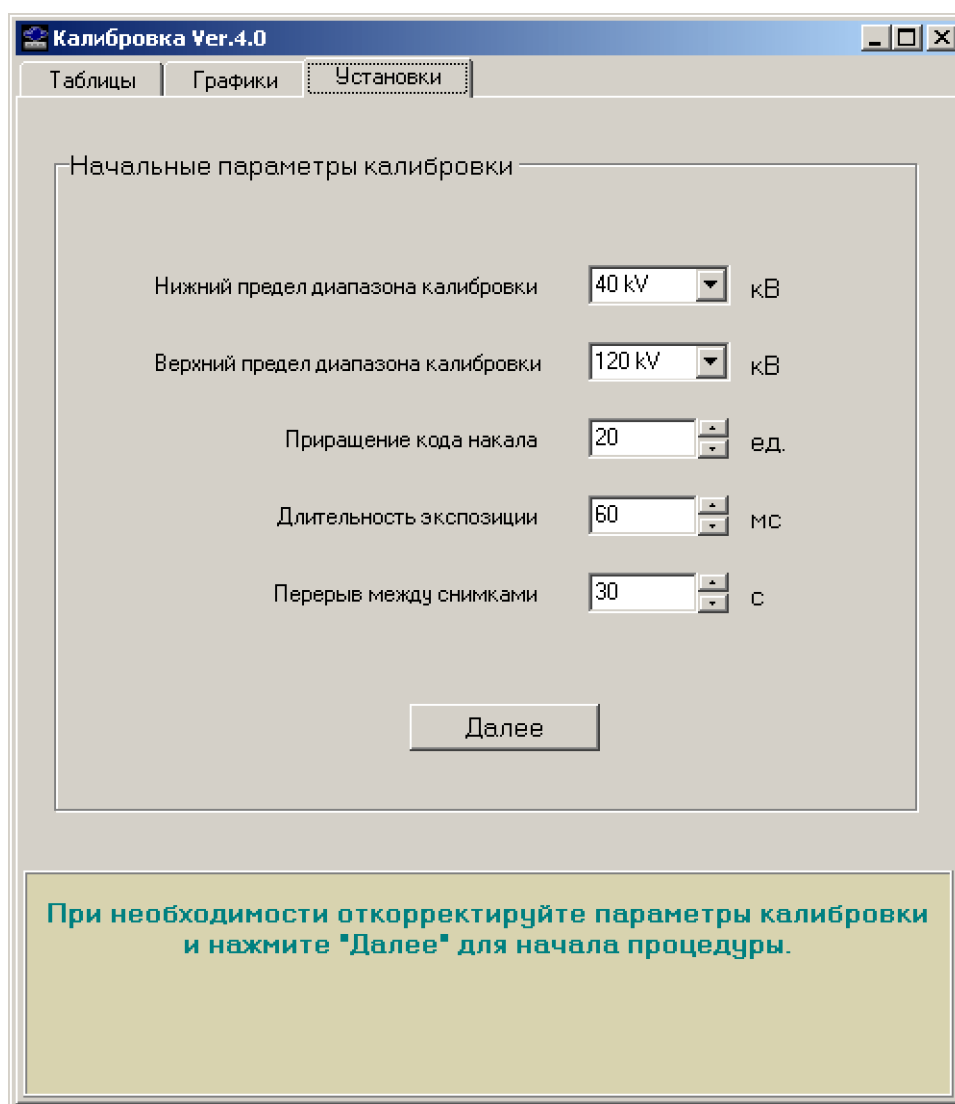 Калибровка Ver.4.0
Таблицы Графики Установки
Начальные параметры калибровки
Нижний предел диапазона калибровки 40 kV кВ
Верхний предел диапазона калибровки 120 kV кВ
Приращение кода накала 20 ед.
Длительность экспозиции 60 мс
Перерыв между снимками 30 с
Далее
При необходимости откорректируйте параметры калибровки
и нажмите "Далее" для начала процедуры.